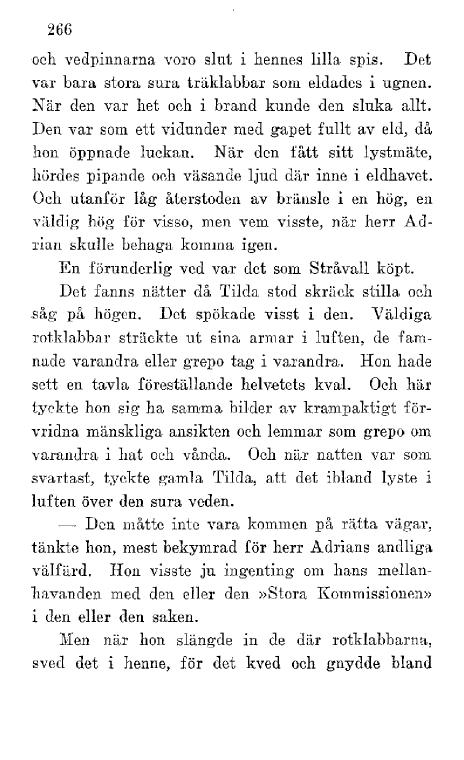 266
och vedpinnarna voro slut i hennes lilla spis. Det
var bara stora sura träklabbar som eldades i ugnen.
När den var het och i brand kunde den sluka allt.
Den var som ett vidunder med gapet fullt av eld, då
hon öppnade luckan. När den fått sitt lystmäte,
hördes pipande och väsande ljud där inne i eldhavet.
Och utanför låg återstoden av bränsle i en hög, en
väldig hög för visso, men vem visste, när herr Ad-
rian skulle behaga komma igen.
En förunderlig ved var det som Stråvall köpt.
Det fanns nätter då Tilda stod skräck stilla och
såg på högen. Det spökade visst i den. Väldiga
rotklabbar sträckte ut sina armar i luften, de fam-
nade varandra eller grepo tag i varandra. Hon hade
sett en tavla föreställande helvetets kval. Och här
tyckte hon sig ha samma bilder av krampaktigt för-
vridna mänskliga ansikten och lemmar som grepo om
varandra i hat och vånda. Och när natten var som
svartast, tyckte gamla Tilda, att det ibland lyste i
luften över den sura veden.
— Den måtte inte vara kommen på rätta vägar,
tänkte hon, mest bekymrad för herr Adrians andliga
välfärd. Hon visste ju ingenting om hans mellan-
havanden med den eller den »Stora Kommissionen»
i den eller den saken.
Men när hon slängde in de där rotklabbarna,
sved det i henne, för det kved och gnydde bland